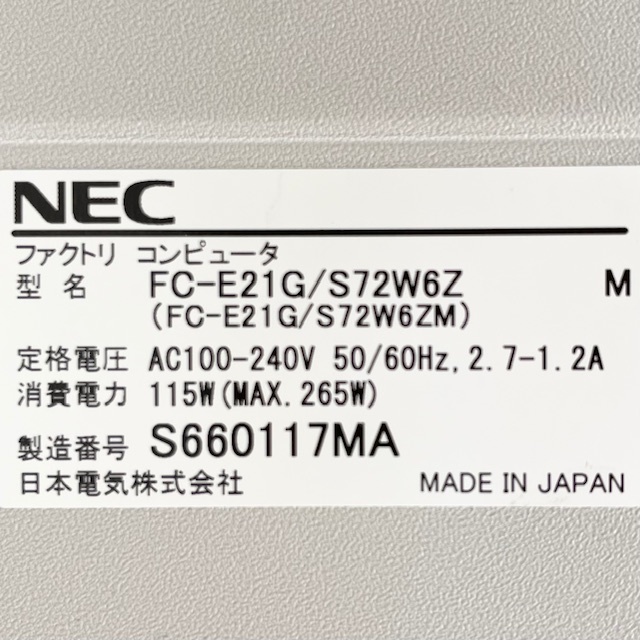 NEC
ファクトリ コンピュータ
型 名 FC-E21G/S72W6Z M
(FC-E21G/S72W6ZM)
定格電圧 AC100-240V 50/60Hz, 2.7-1.2A
消費電力 115W(MAX.265W)
製造番号 S660117MA
日本電気株式会社 MADE IN JAPAN